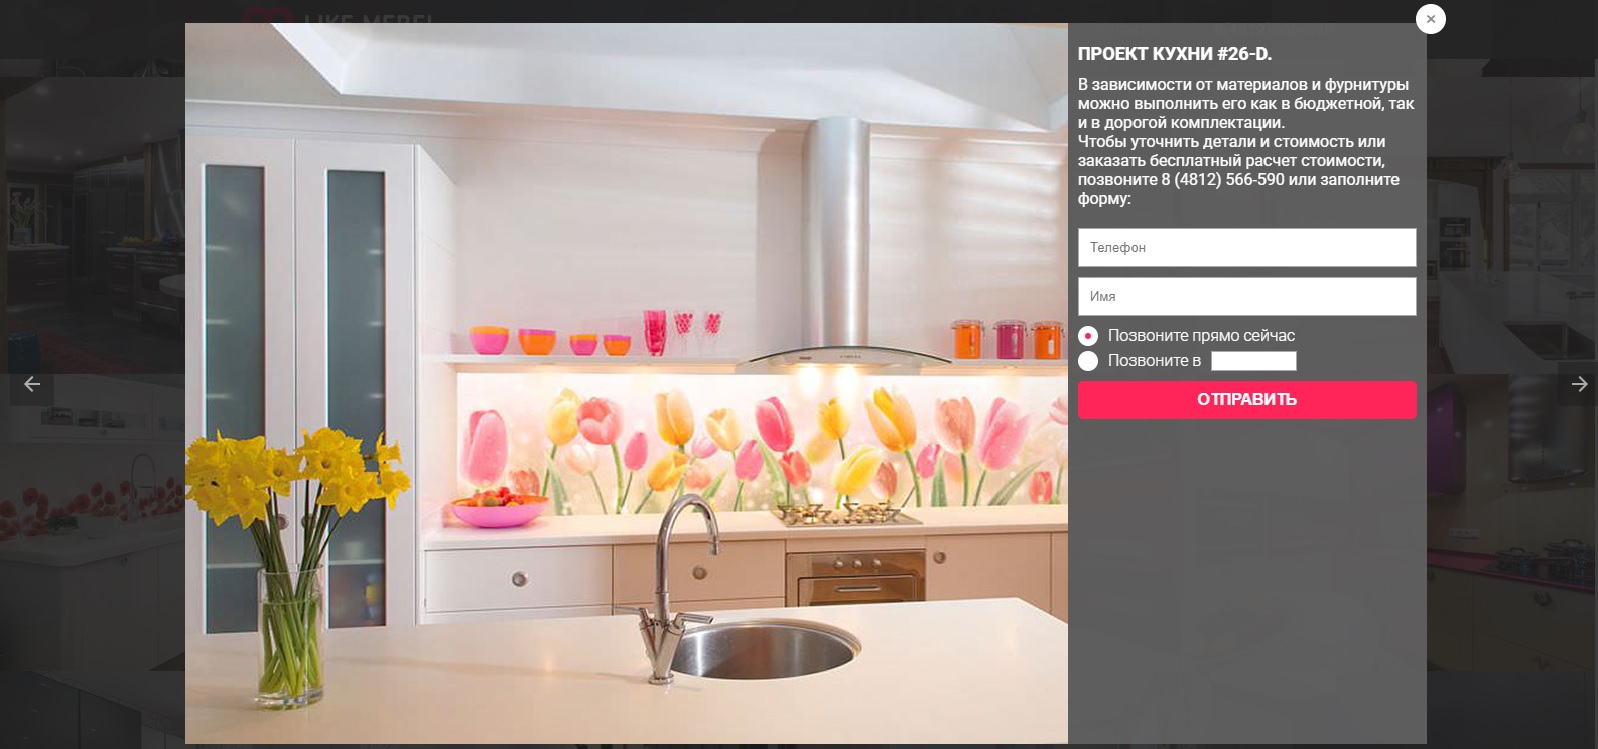 LIKE MEBEL
×
ПРОЕКТ КУХНИ #26-D.
В зависимости от материалов и фурнитуры
можно выполнить его как в бюджетной, так
и в дорогой комплектации.
Чтобы уточнить детали и стоимость или
заказать бесплатный расчет стоимости,
позвоните 8 (4812) 566-590 или заполните
форму:
Телефон
Имя
Позвоните прямо сейчас
Позвоните в
ОТПРАВИТЬ